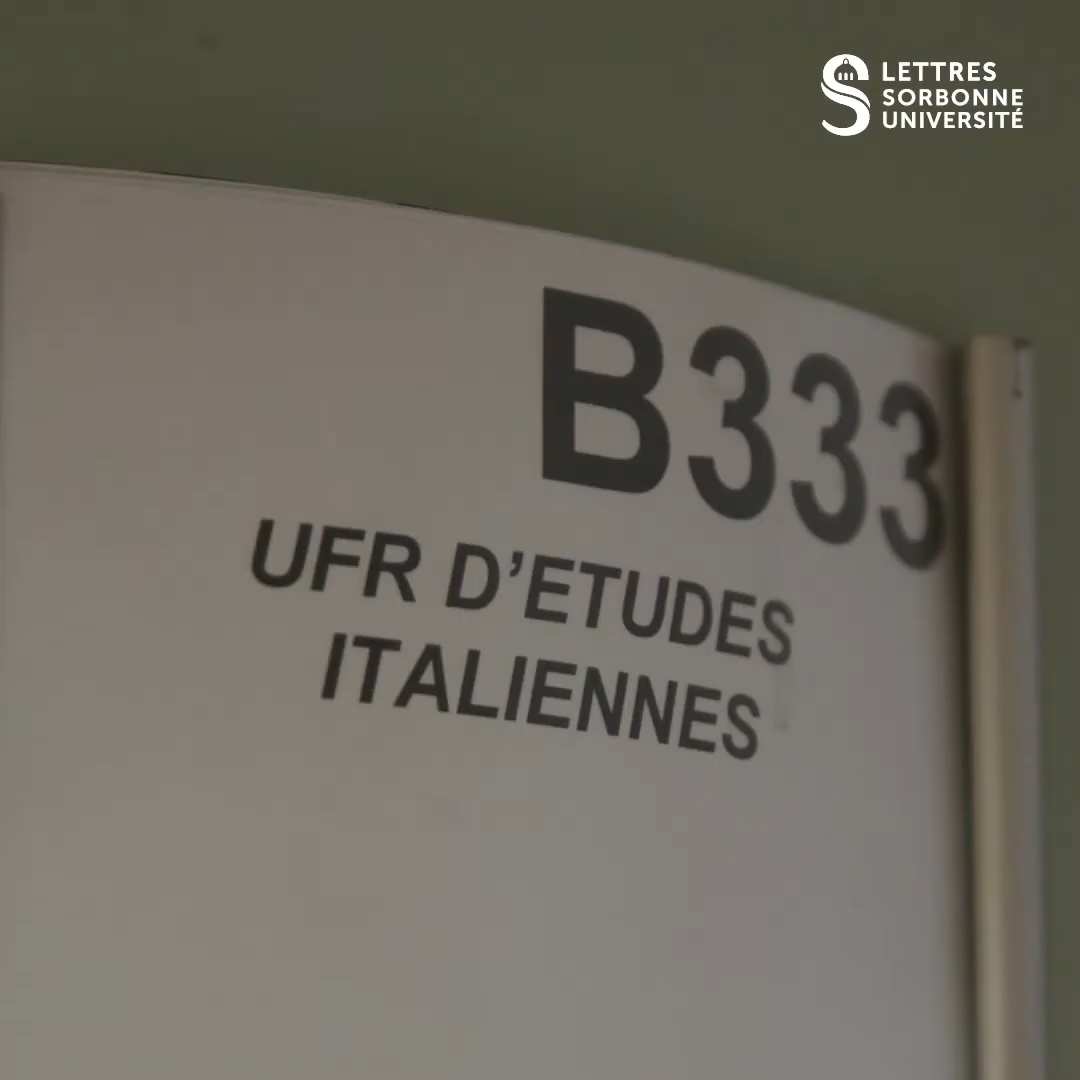 LETTRES
SORBONNE
UNIVERSITÉ
B333
UFR D’ETUDES
ITALIENNES